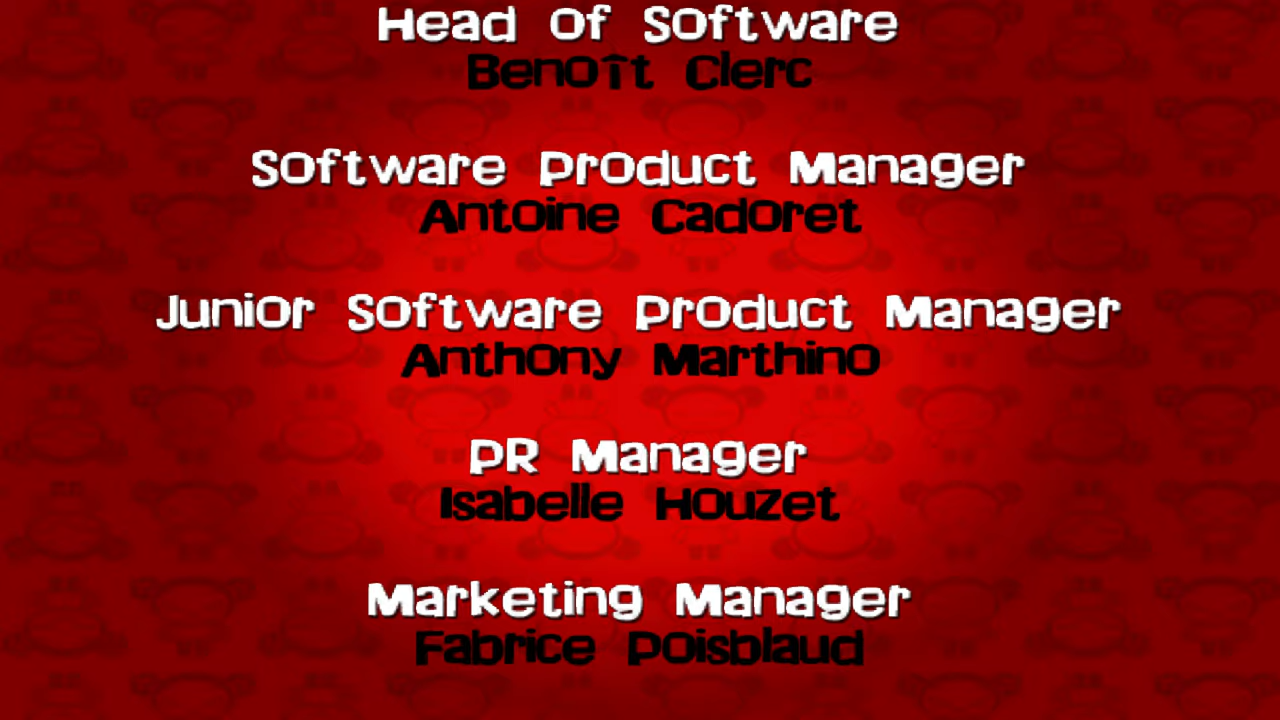 Head Of Software
Benoît Clerc
Software Product Manager
Antoine Cadoret
Junior Software Product Manager
Anthony Marthino
PR Manager
Isabelle Houzet
Marketing Manager
Fabrice Poisblaud